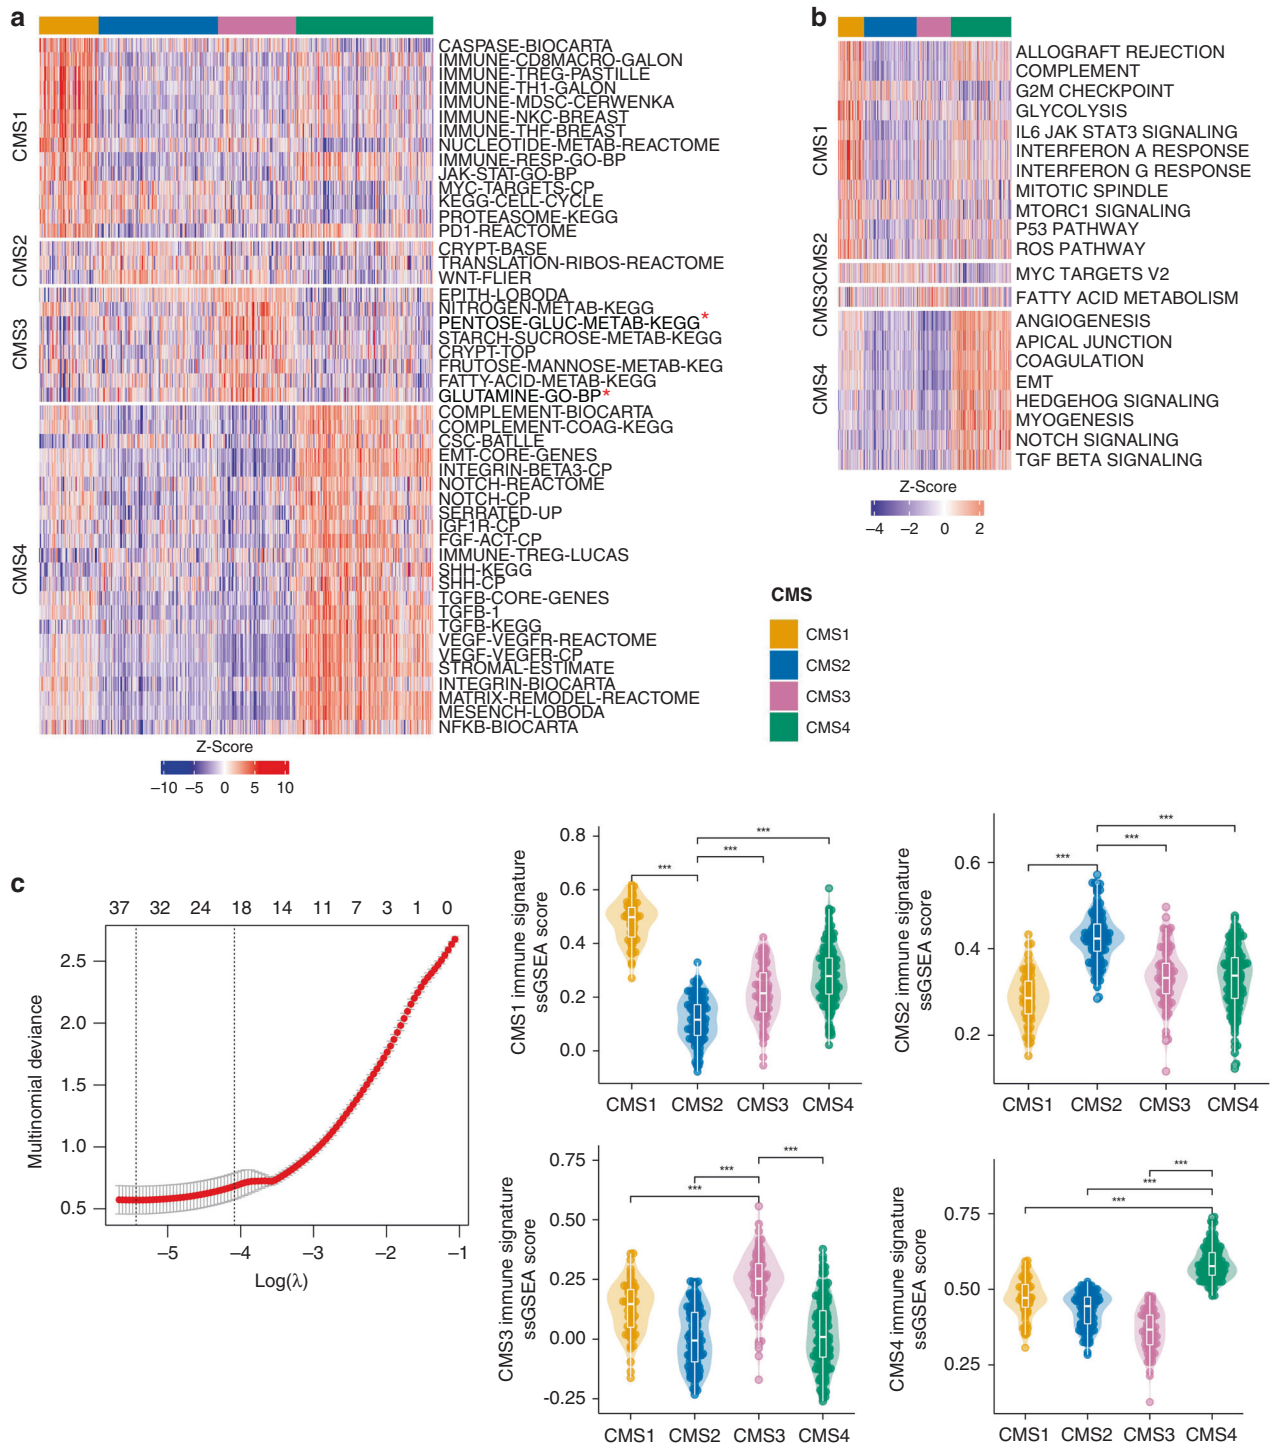 a
CMS1
CASPASE-BIOCARTA
IMMUNE-CD8MACRO-GALON
IMMUNE-TREG-PASTILLE
IMMUNE-TH1-GALON
IMMUNE-MDSC-CERWENKA
IMMUNE-NKC-BREAST
IMMUNE-THF-BREAST
NUCLEOTIDE-METAB-REACTOME
IMMUNE-RESP-GO-BP
JAK-STAT-GO-BP
MYC-TARGETS-CP
KEGG-CELL-CYCLE
PROTEASOME-KEGG
PD1-REACTOME
CMS2
CRYPT-BASE
TRANSLATION-RIBOS-REACTOME
WNT-FLIER
CMS3
EPITH-LOBODA
NITROGEN-METAB-KEGG
PENTOSE-GLUC-METAB-KEGG*
STARCH-SUCROSE-METAB-KEGG
CRYPT-TOP
FRUTOSE-MANNOSE-METAB-KEG
FATTY-ACID-METAB-KEGG
GLUTAMINE-GO-BP*
CMS4
COMPLEMENT-BIOCARTA
COMPLEMENT-COAG-KEGG
CSC-BATLLE
EMT-CORE-GENES
INTEGRIN-BETA3-CP
NOTCH-REACTOME
NOTCH-CP
SERRATED-UP
IGF1R-CP
FGF-ACT-CP
IMMUNE-TREG-LUCAS
SHH-KEGG
SHH-CP
TGFB-CORE-GENES
TGFB-1
TGFB-KEGG
VEGF-VEGFR-REACTOME
VEGF-VEGFR-CP
STROMAL-ESTIMATE
INTEGRIN-BIOCARTA
MATRIX-REMODEL-REACTOME
MESENCH-LOBODA
NFKB-BIOCARTA
Z-Score
−10 −5 0 5 10
b
CMS1
ALLOGRAFT REJECTION
COMPLEMENT
G2M CHECKPOINT
GLYCOLYSIS
IL6 JAK STAT3 SIGNALING
INTERFERON A RESPONSE
INTERFERON G RESPONSE
MITOTIC SPINDLE
MTORC1 SIGNALING
P53 PATHWAY
ROS PATHWAY
CMS2
MYC TARGETS V2
CMS3
FATTY ACID METABOLISM
CMS4
ANGIOGENESIS
APICAL JUNCTION
COAGULATION
EMT
HEDGEHOG SIGNALING
MYOGENESIS
NOTCH SIGNALING
TGF BETA SIGNALING
Z-Score
−4 −2 0 2
CMS
CMS1
CMS2
CMS3
CMS4
c
37 32 24 18 14 11 7 3 1 0
Multinomial deviance
2.5
2.0
1.5
1.0
0.5
−5 −4 −3 −2 −1
Log(λ)
CMS1 immune signature
ssGSEA score
0.8
0.6
0.4
0.2
0.0
***
***
***
CMS1 CMS2 CMS3 CMS4
CMS2 immune signature
ssGSEA score
0.6
0.4
0.2
***
***
***
CMS1 CMS2 CMS3 CMS4
CMS3 immune signature
ssGSEA score
0.75
0.50
0.25
0.00
-0.25
***
***
***
CMS1 CMS2 CMS3 CMS4
CMS4 immune signature
ssGSEA score
0.75
0.50
0.25
***
***
***
CMS1 CMS2 CMS3 CMS4